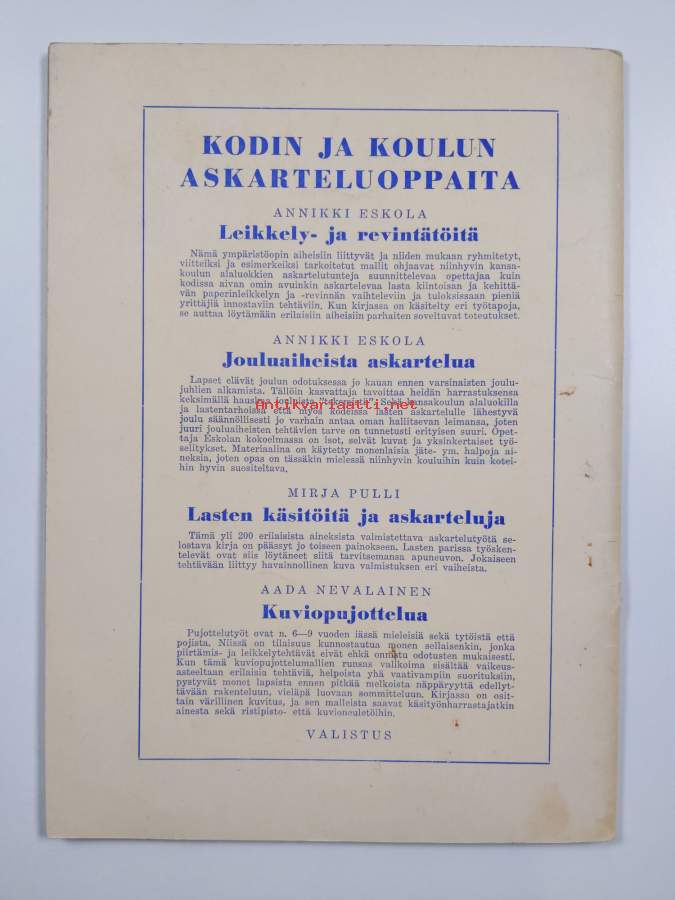 KODIN JA KOULUN
ASKARTELUOPPAITA
ANNIKKI ESKOLA
Leikkely- ja revintätöitä
Nämä ympäristöopin aiheisiin liittyvät ja niiden mukaan ryhmitetyt,
viitteiksi ja esimerkeiksi tarkoitetut mallit ohjaavat niinhyvin kansa-
koulun alaluokkien askartelutunteja suunnittelevaa opettajaa kuin
kodissa aivan omin avuinkin askartelevaa lasta kiintoisan ja kehittä-
vän paperinleikkelyn ja -revinnän vaihteleviin ja tuloksissaan pieniä
yrittäjiä innostaviin tehtäviin. Kun kirjassa on käsitelty eri työtapoja,
se auttaa löytämään erilaisiin aiheisiin parhaiten soveltuvat toteutukset.
ANNIKKI ESKOLA
Jouluaiheista askartelua
Lapset elävät joulun odotuksessa jo kauan ennen varsinaisten joulu-
juhlien alkamista. Tällöin kasvattaja tavoittaa heidän harrastuksensa
keksimällä hauskaa jouluista "tekemistä". Sekä kansakoulun alaluokilla
ja lastentarhoissa että myös kodeissa lasten askartelulle lähestyvä
joulu säännöllisesti jo varhain antaa oman hallitsevan leimansa, joten
juuri jouluaiheisten tehtävien tarve on tunnetusti erityisen suuri. Opet-
taja Eskolan kokoelmassa on isot, selvät kuvat ja yksinkertaiset työ-
selitykset. Materiaalina on käytetty monenlaisia jäte- ym. halpoja ai-
neksia, joten opas on tässäkin mielessä niinhyvin kouluihin kuin kotei-
hin hyvin suositeltava.
Antikvariaatti.net
MIRJA PULLI
Lasten käsitöitä ja askarteluja
Tämä yli 200 erilaisista aineksista valmistettava askartelutyötä se-
lostava kirja on päässyt jo toiseen painokseen. Lasten parissa työsken-
televät ovat siis löytäneet siitä tarvitsemansa apuneuvon. Jokaiseen
tehtävään liittyy havainnollinen kuva valmistuksen eri vaiheista.
AADA NEVALAINEN
Kuviopujottelua
Pujottelutyöt ovat n. 6—9 vuoden iässä mieleisiä sekä tytöistä että
pojista. Niissä on tilaisuus kunnostautua monen sellaisenkin, jonka
piirtämis- ja leikkelytehtävät eivät ehkä onnistu odotusten mukaisesti.
Kun tämä kuviopujottelumallien runsas valikoima sisältää vaikeus-
asteeltaan erilaisia tehtäviä, helpoista yhä vaativampiin suorituksiin,
pystyvät monet lapsista ennen pitkää melkoista näppäryyttä edellyt-
tävään rakenteluun, vieläpä luovaan sommitteluun. Kirjassa on osit-
tain värillinen kuvitus, ja sen malleista saavat käsityönharrastajatkin
ainesta sekä ristipisto- että kuvioneuletöihin.
VALISTUS